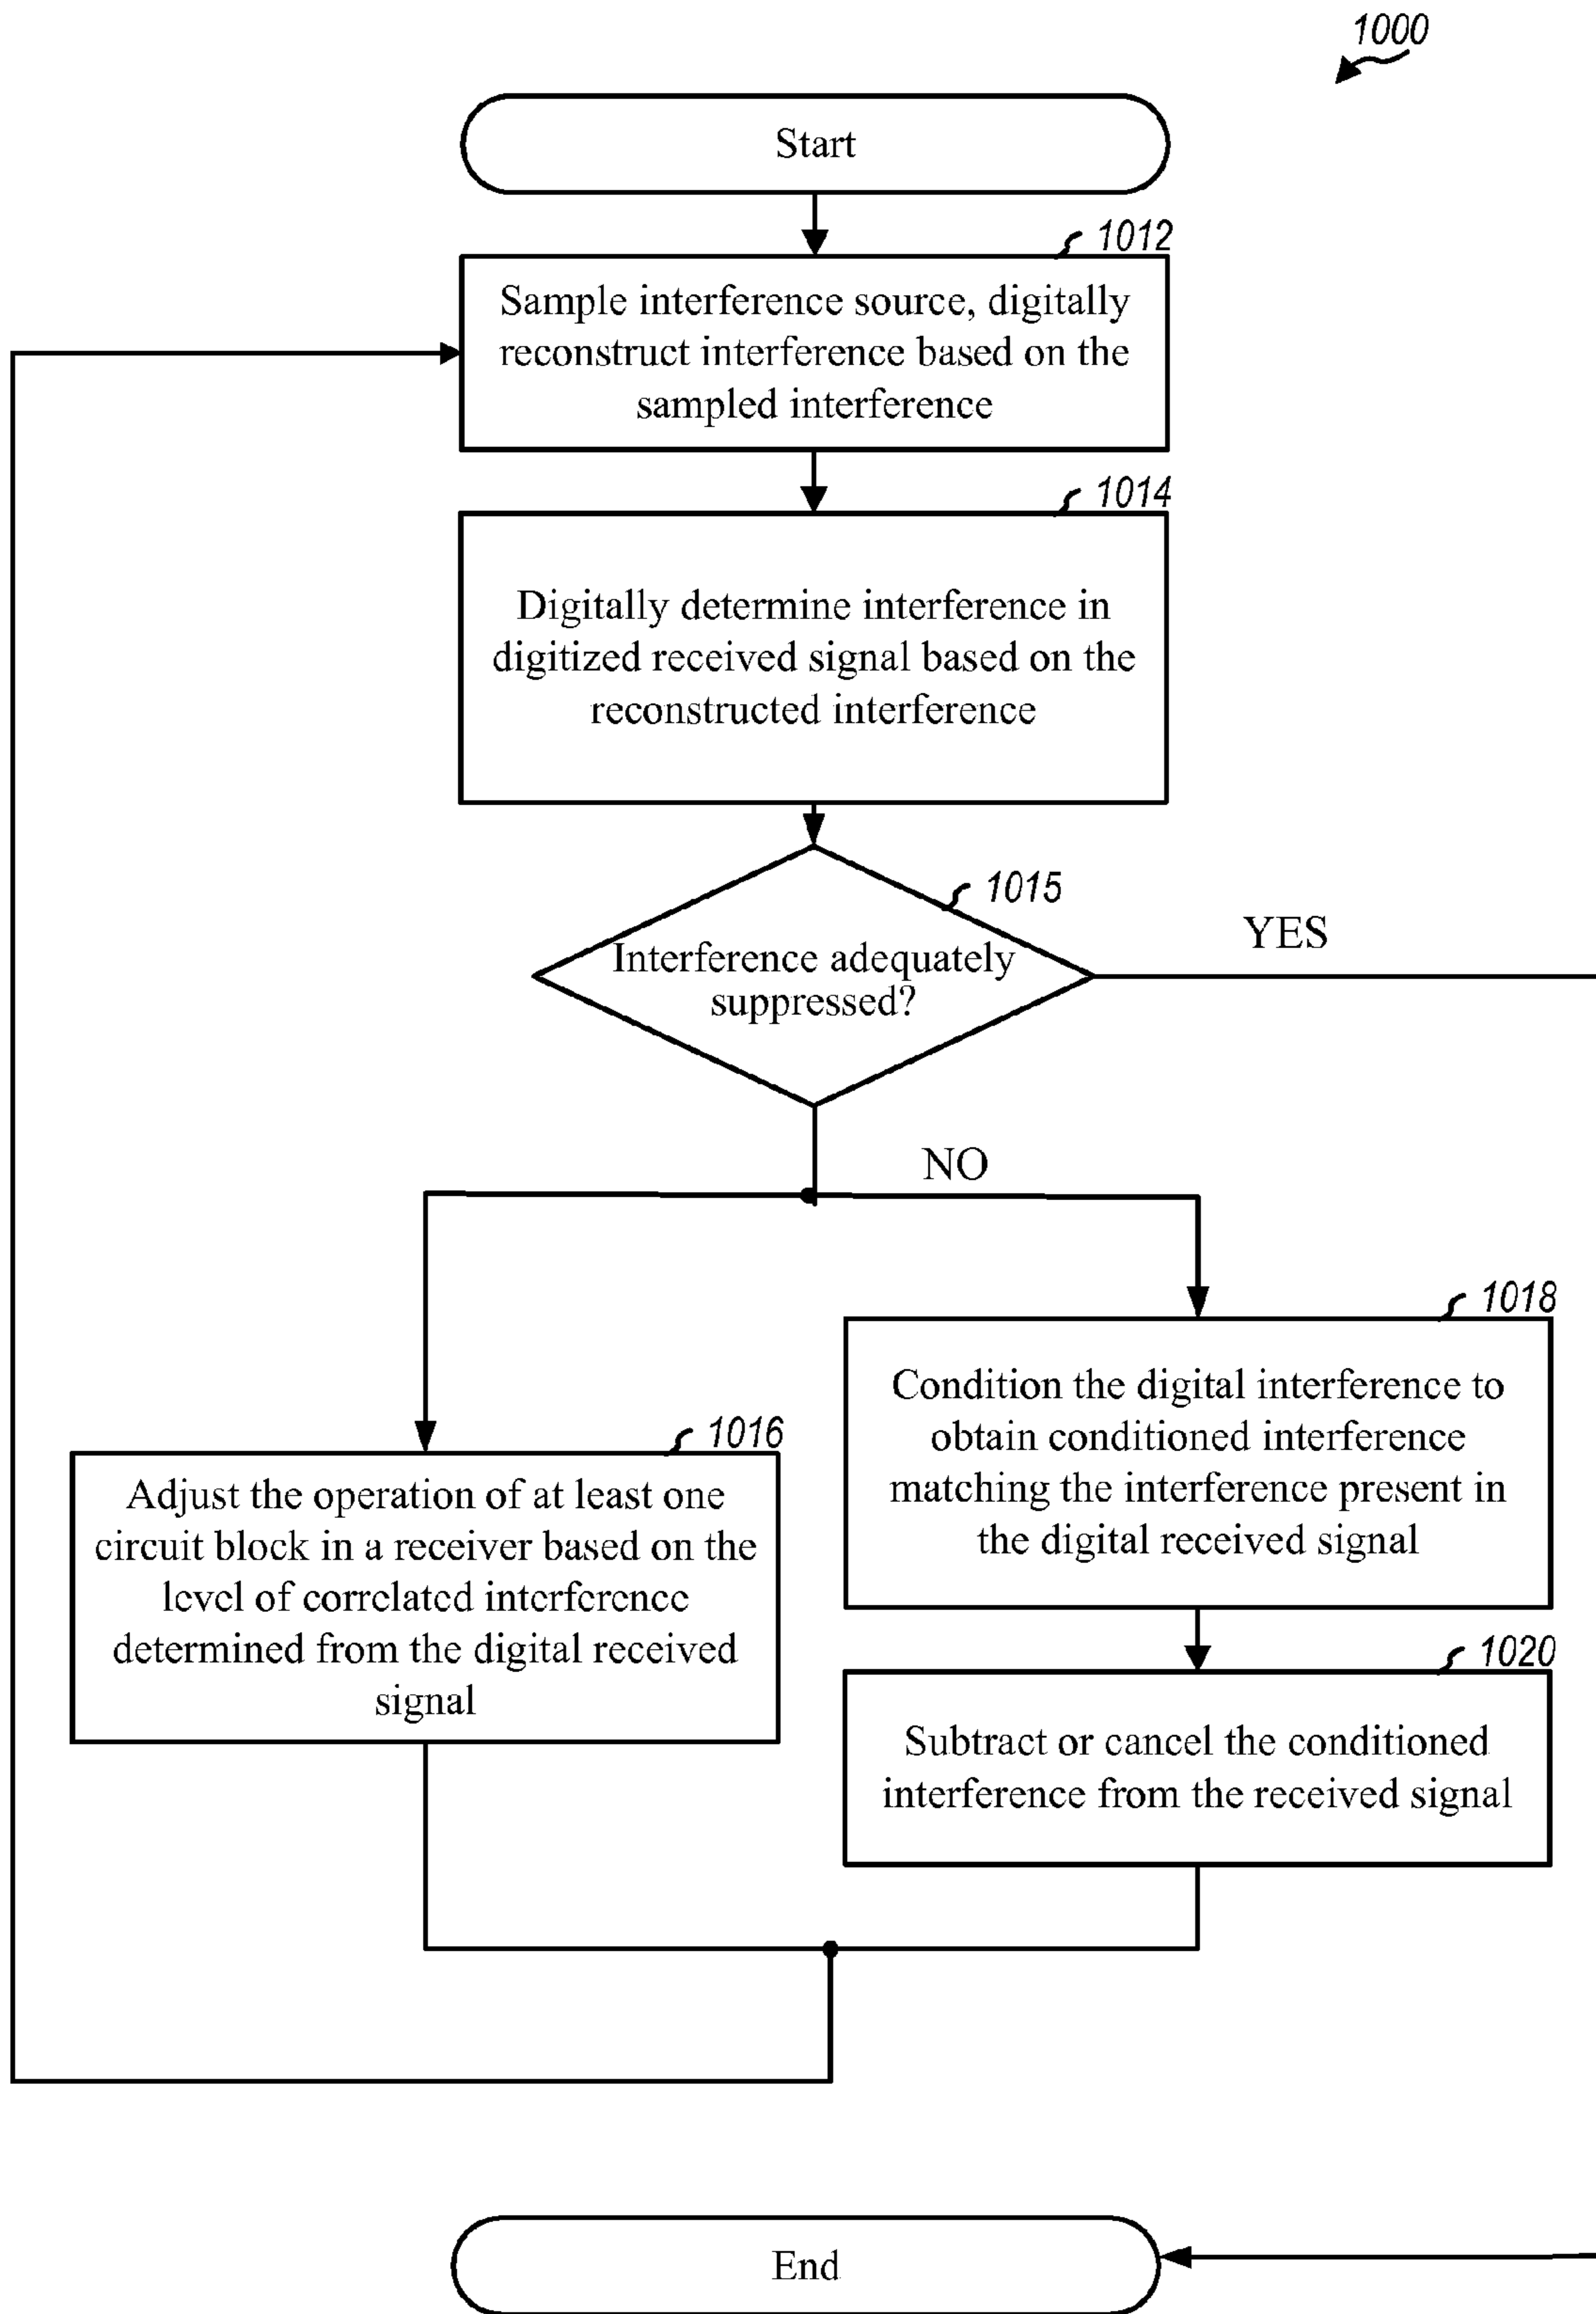 1000
Start
1012
Sample interference source, digitally
reconstruct interference based on the
sampled interference
1014
Digitally determine interference in
digitized received signal based on the
reconstructed interference
1015
Interference adequately
suppressed?
YES
NO
1018
Condition the digital interference to
obtain conditioned interference
matching the interference present in
the digital received signal
1016
Adjust the operation of at least one
circuit block in a receiver based on the
level of correlated interference
determined from the digital received
signal
1020
Subtract or cancel the conditioned
interference from the received signal
End